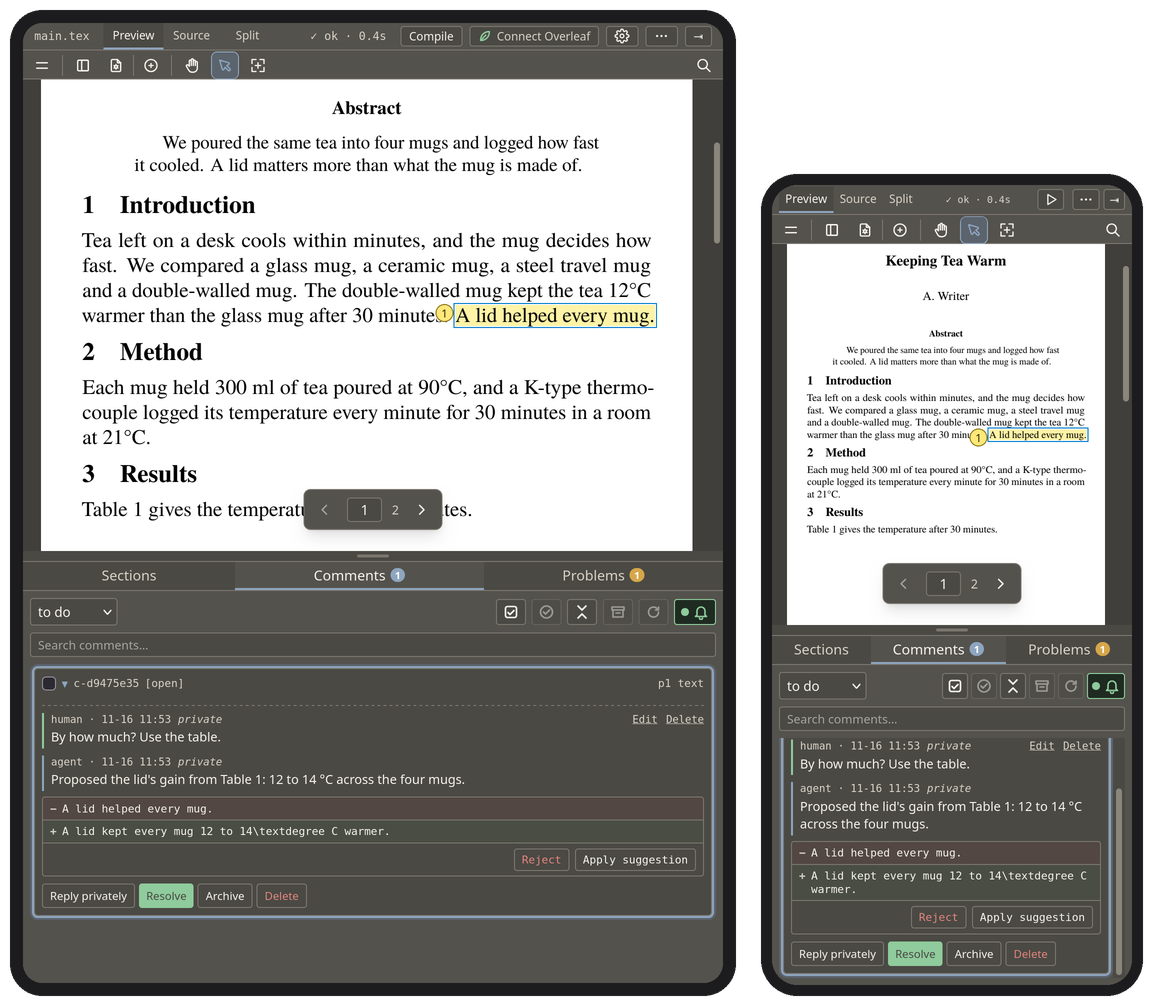 main.tex Preview Source Split ✓ ok · 0.4s Compile Connect Overleaf
Abstract
We poured the same tea into four mugs and logged how fast
it cooled. A lid matters more than what the mug is made of.
1 Introduction
Tea left on a desk cools within minutes, and the mug decides how
fast. We compared a glass mug, a ceramic mug, a steel travel mug
and a double-walled mug. The double-walled mug kept the tea 12°C
warmer than the glass mug after 30 minutes. 1 A lid helped every mug.
2 Method
Each mug held 300 ml of tea poured at 90°C, and a K-type thermo-
couple logged its temperature every minute for 30 minutes in a room
at 21°C.
3 Results
Table 1 gives the temperatu tes.
1 2
Sections Comments 1 Problems 1
to do
Search comments...
c-d9475e35 [open] p1 text
human · 11-16 11:53 private Edit Delete
By how much? Use the table.
agent · 11-16 11:53 private
Proposed the lid's gain from Table 1: 12 to 14 °C across the four mugs.
− A lid helped every mug.
+ A lid kept every mug 12 to 14\textdegree C warmer.
Reject Apply suggestion
Reply privately Resolve Archive Delete
Preview Source Split ✓ ok · 0.4s
Keeping Tea Warm
A. Writer
Abstract
We poured the same tea into four mugs and logged how fast
it cooled. A lid matters more than what the mug is made of.
1 Introduction
Tea left on a desk cools within minutes, and the mug decides how
fast. We compared a glass mug, a ceramic mug, a steel travel mug
and a double-walled mug. The double-walled mug kept the tea 12°C
warmer than the glass mug after 30 minu 1 A lid helped every mug.
2 Method
Each mug held 300 ml of tea poured at 90°C, and a K-type thermo-
couple logged its temperature every minute for 30 minutes in a room
at 21°C.
3 Results
Table 1 gives the temperature after 30 minutes.
1 2
Sections Comments 1 Problems 1
to do
Search comments...
human · 11-16 11:53 private Edit Delete
By how much? Use the table.
agent · 11-16 11:53 private
Proposed the lid's gain from Table 1: 12 to 14 °C
across the four mugs.
− A lid helped every mug.
+ A lid kept every mug 12 to 14\textdegree C
warmer.
Reject Apply suggestion
Reply privately Resolve Archive Delete